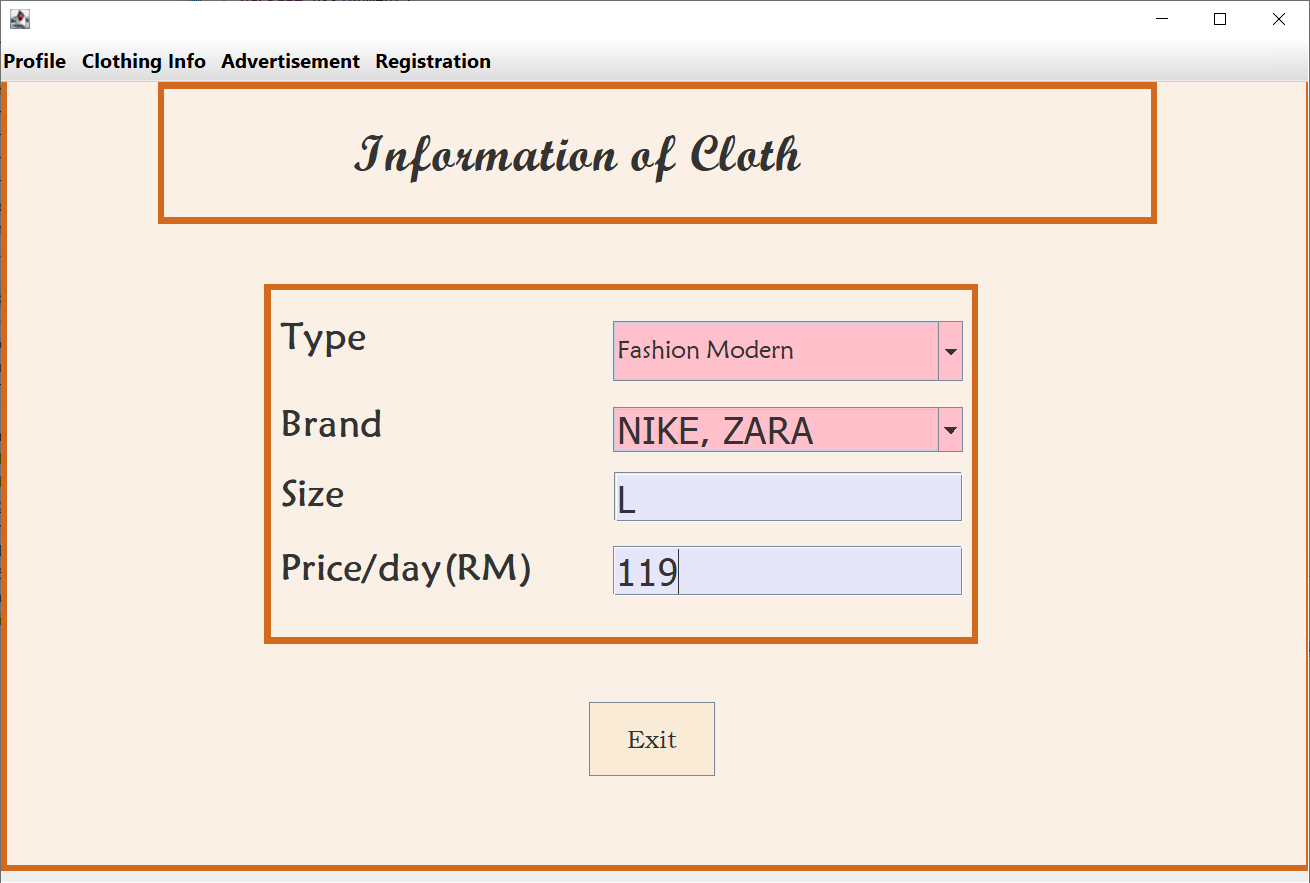 Profile Clothing Info Advertisement Registration
Information of Cloth
Type
Fashion Modern
Brand
NIKE, ZARA
Size
L
Price/day(RM)
119
Exit